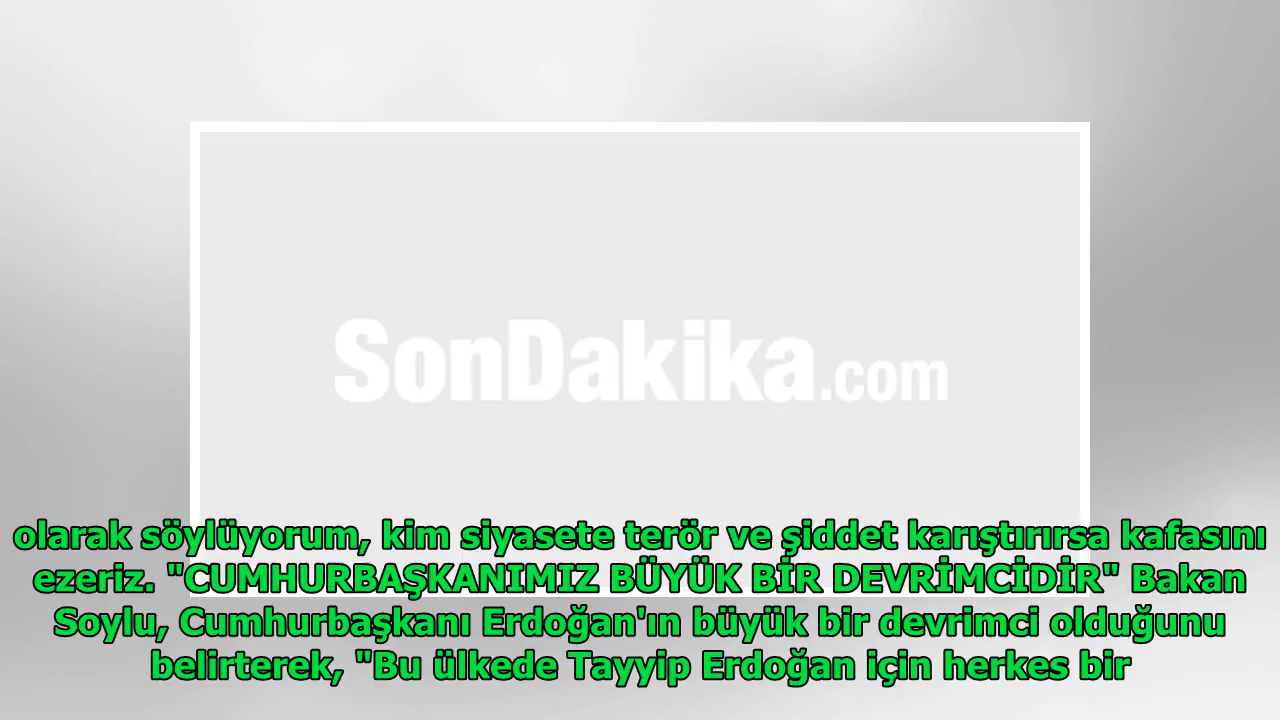 SonDakika.com
olarak söylüyorum, kim siyasete terör ve şiddet karıştırırsa kafasını
ezeriz. "CUMHURBAŞKANIMIZ BÜYÜK BİR DEVRİMCİDİR" Bakan
Soylu, Cumhurbaşkanı Erdoğan'ın büyük bir devrimci olduğunu
belirterek, "Bu ülkede Tayyip Erdoğan için herkes bir